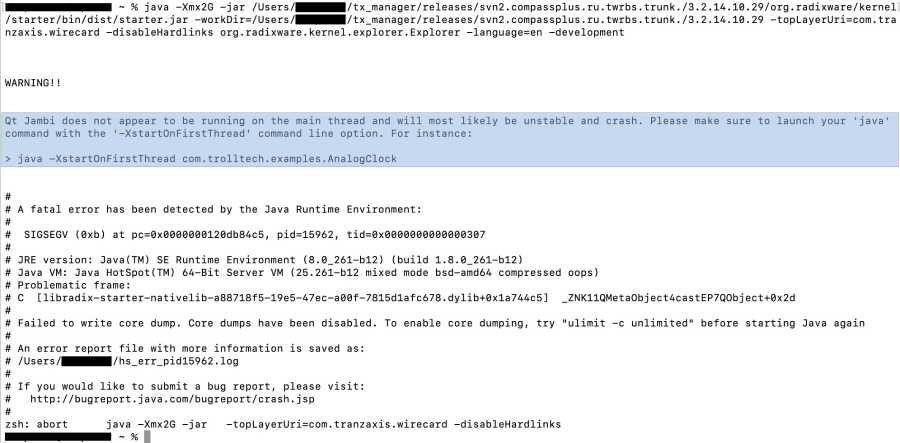 ~ % java -Xmx2G -jar /Users/ /tx_manager/releases/svn2.compassplus.ru.twrbs.trunk./3.2.14.10.29/org.radixware/kernel
/starter/bin/dist/starter.jar -workDir=/Users/ /tx_manager/releases/svn2.compassplus.ru.twrbs.trunk./3.2.14.10.29 -topLayerUri=com.tra
nzaxis.wirecard -disableHardlinks org.radixware.kernel.explorer.Explorer -language=en -development
WARNING!!
Qt Jambi does not appear to be running on the main thread and will most likely be unstable and crash. Please make sure to launch your 'java'
command with the '-XstartOnFirstThread' command line option. For instance:
> java -XstartOnFirstThread com.trolltech.examples.AnalogClock
#
# A fatal error has been detected by the Java Runtime Environment:
#
#  SIGSEGV (0xb) at pc=0x0000000120db84c5, pid=15962, tid=0x0000000000000307
#
# JRE version: Java(TM) SE Runtime Environment (8.0_261-b12) (build 1.8.0_261-b12)
# Java VM: Java HotSpot(TM) 64-Bit Server VM (25.261-b12 mixed mode bsd-amd64 compressed oops)
# Problematic frame:
# C  [libradix-starter-nativelib-a88718f5-19e5-47ec-a00f-7815d1afc678.dylib+0x1a744c5]  _ZNK11QMetaObject4castEP7QObject+0x2d
#
# Failed to write core dump. Core dumps have been disabled. To enable core dumping, try "ulimit -c unlimited" before starting Java again
#
# An error report file with more information is saved as:
# /Users/ /hs_err_pid15962.log
#
# If you would like to submit a bug report, please visit:
#   http://bugreport.java.com/bugreport/crash.jsp
#
zsh: abort      java -Xmx2G -jar   -topLayerUri=com.tranzaxis.wirecard -disableHardlinks
~ %